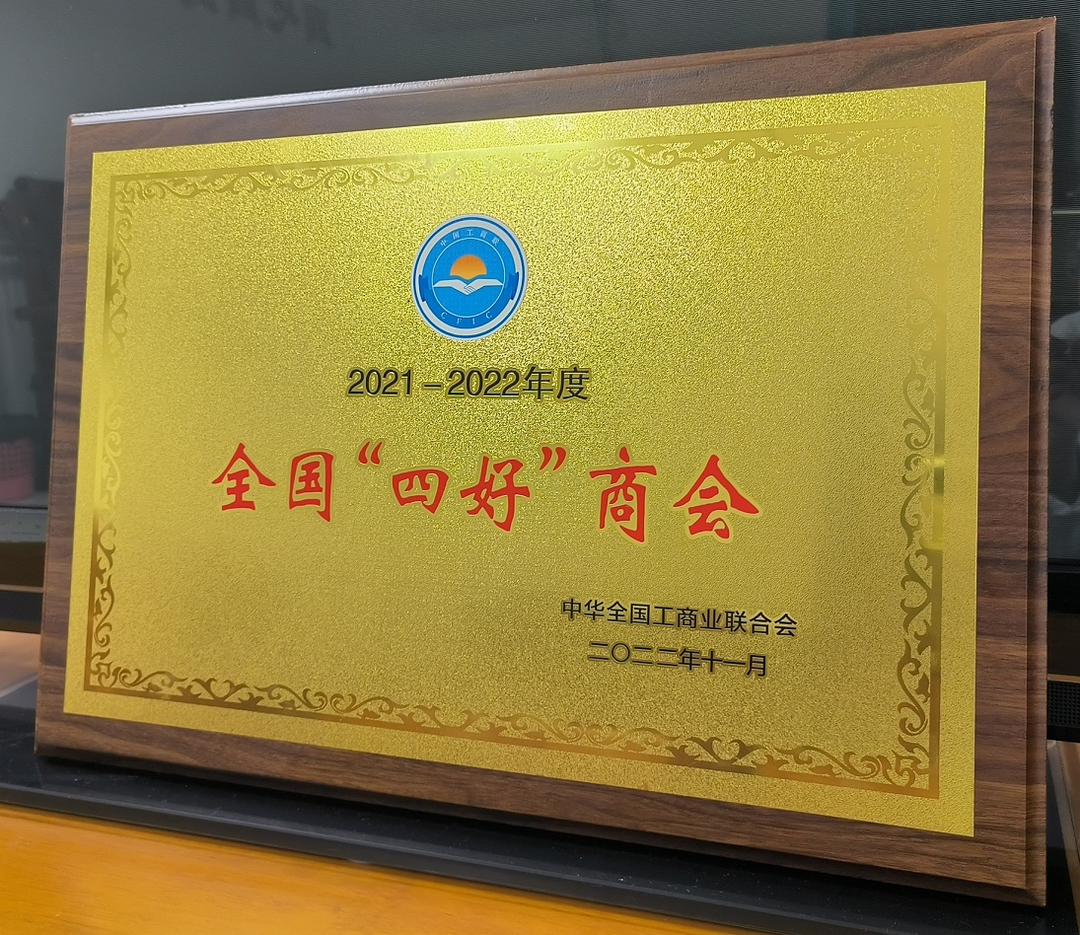 中国工商联
CFIC
2021-2022年度
全国“四好”商会
中华全国工商业联合会
二〇二二年十一月